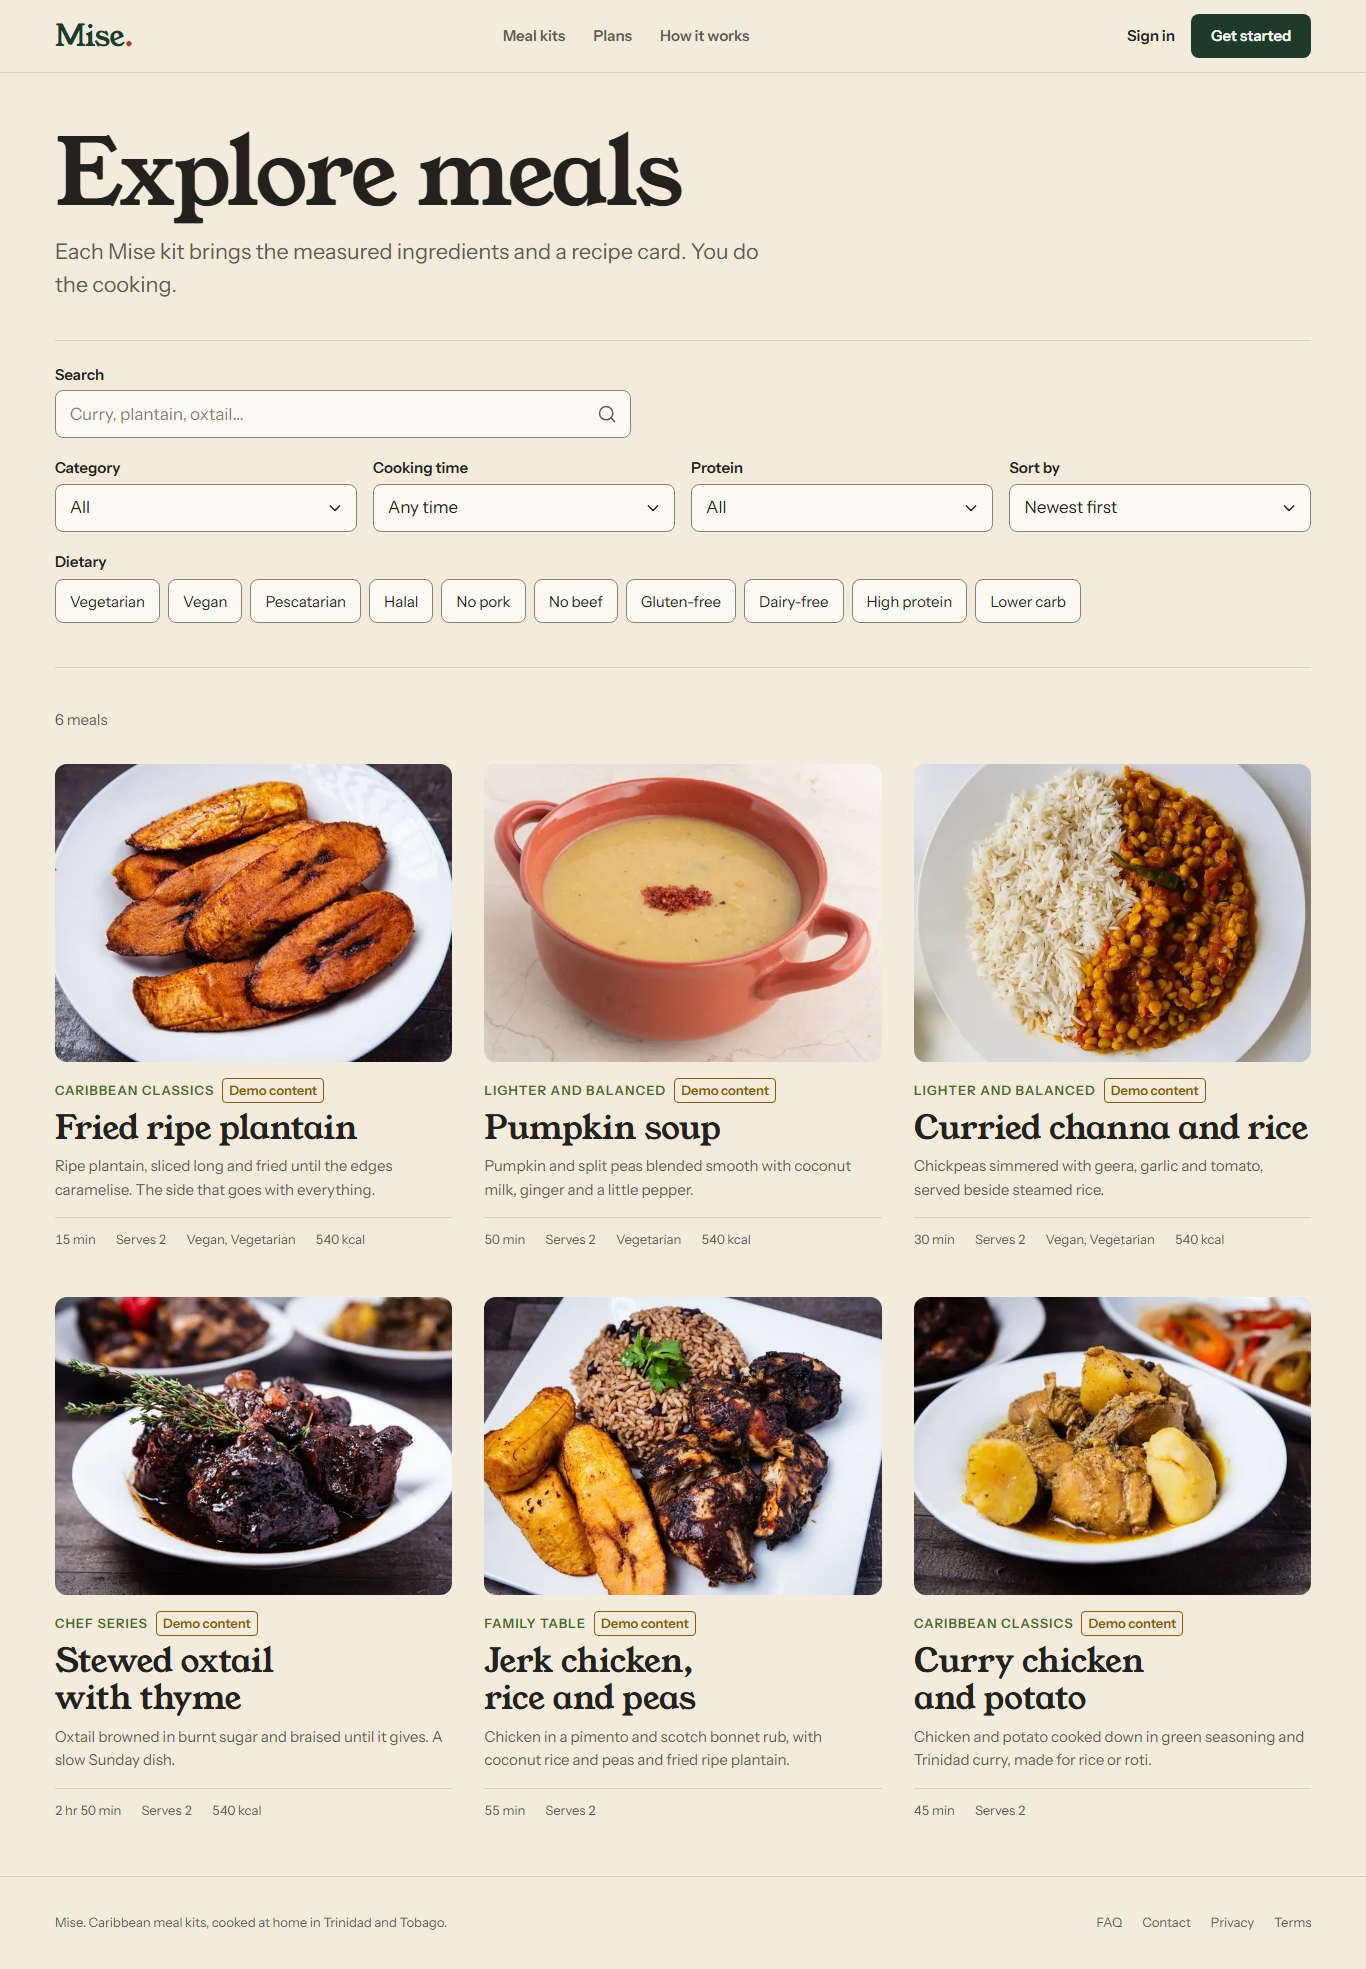 Mise.
Meal kits
Plans
How it works
Sign in
Get started
Explore meals
Each Mise kit brings the measured ingredients and a recipe card. You do
the cooking.
Search
Curry, plantain, oxtail...
Category
Cooking time
Protein
Sort by
All
Any time
All
Newest first
Dietary
Vegetarian
Vegan
Pescatarian
Halal
No pork
No beef
Gluten-free
Dairy-free
High protein
Lower carb
6 meals
CARIBBEAN CLASSICS
Demo content
Fried ripe plantain
Ripe plantain, sliced long and fried until the edges
caramelise. The side that goes with everything.
15 min
Serves 2
Vegan, Vegetarian
540 kcal
LIGHTER AND BALANCED
Demo content
Pumpkin soup
Pumpkin and split peas blended smooth with coconut
milk, ginger and a little pepper.
50 min
Serves 2
Vegetarian
540 kcal
LIGHTER AND BALANCED
Demo content
Curried channa and rice
Chickpeas simmered with geera, garlic and tomato,
served beside steamed rice.
30 min
Serves 2
Vegan, Vegetarian
540 kcal
CHEF SERIES
Demo content
Stewed oxtail
with thyme
Oxtail browned in burnt sugar and braised until it gives. A
slow Sunday dish.
2 hr 50 min
Serves 2
540 kcal
FAMILY TABLE
Demo content
Jerk chicken,
rice and peas
Chicken in a pimento and scotch bonnet rub, with
coconut rice and peas and fried ripe plantain.
55 min
Serves 2
CARIBBEAN CLASSICS
Demo content
Curry chicken
and potato
Chicken and potato cooked down in green seasoning and
Trinidad curry, made for rice or roti.
45 min
Serves 2
Mise. Caribbean meal kits, cooked at home in Trinidad and Tobago.
FAQ
Contact
Privacy
Terms